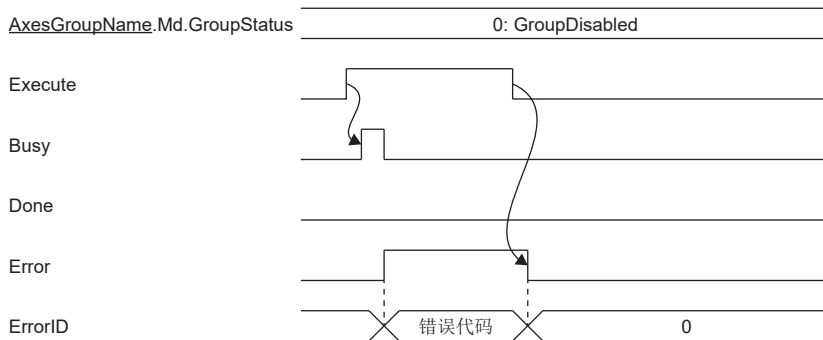 AxesGroupName.Md.GroupStatus 0: GroupDisabled
Execute
Busy
Done
Error
ErrorID 错误代码 0